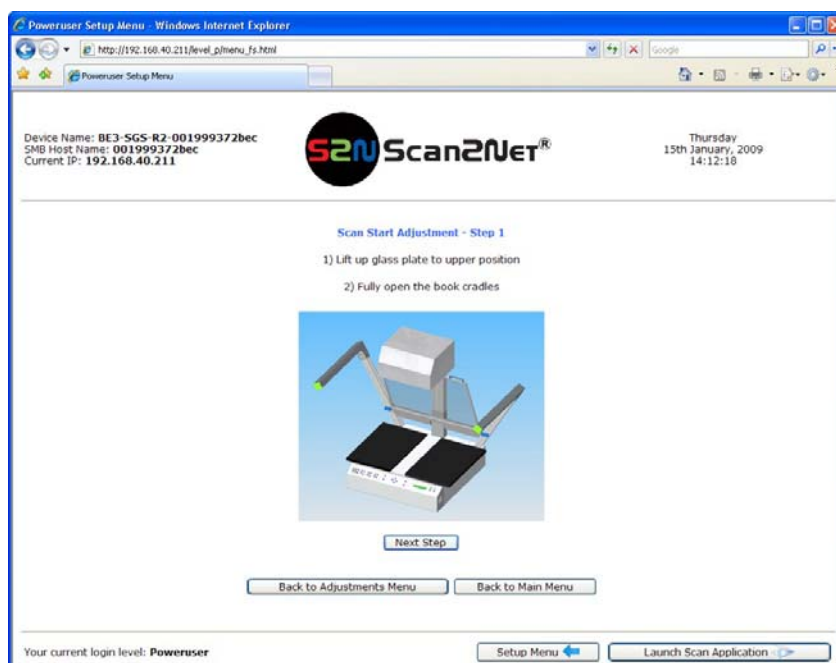 Poweruser Setup Menu - Windows Internet Explorer
http://192.168.40.211/level_p/menu_fs.html
Google
Poweruser Setup Menu
Device Name: BE3-SGS-R2-001999372bec
SMB Host Name: 001999372bec
Current IP: 192.168.40.211
S2N Scan2Net®
Thursday
15th January, 2009
14:12:18
Scan Start Adjustment - Step 1
1) Lift up glass plate to upper position
2) Fully open the book cradles
Next Step
Back to Adjustments Menu
Back to Main Menu
Your current login level: Poweruser
Setup Menu
Launch Scan Application